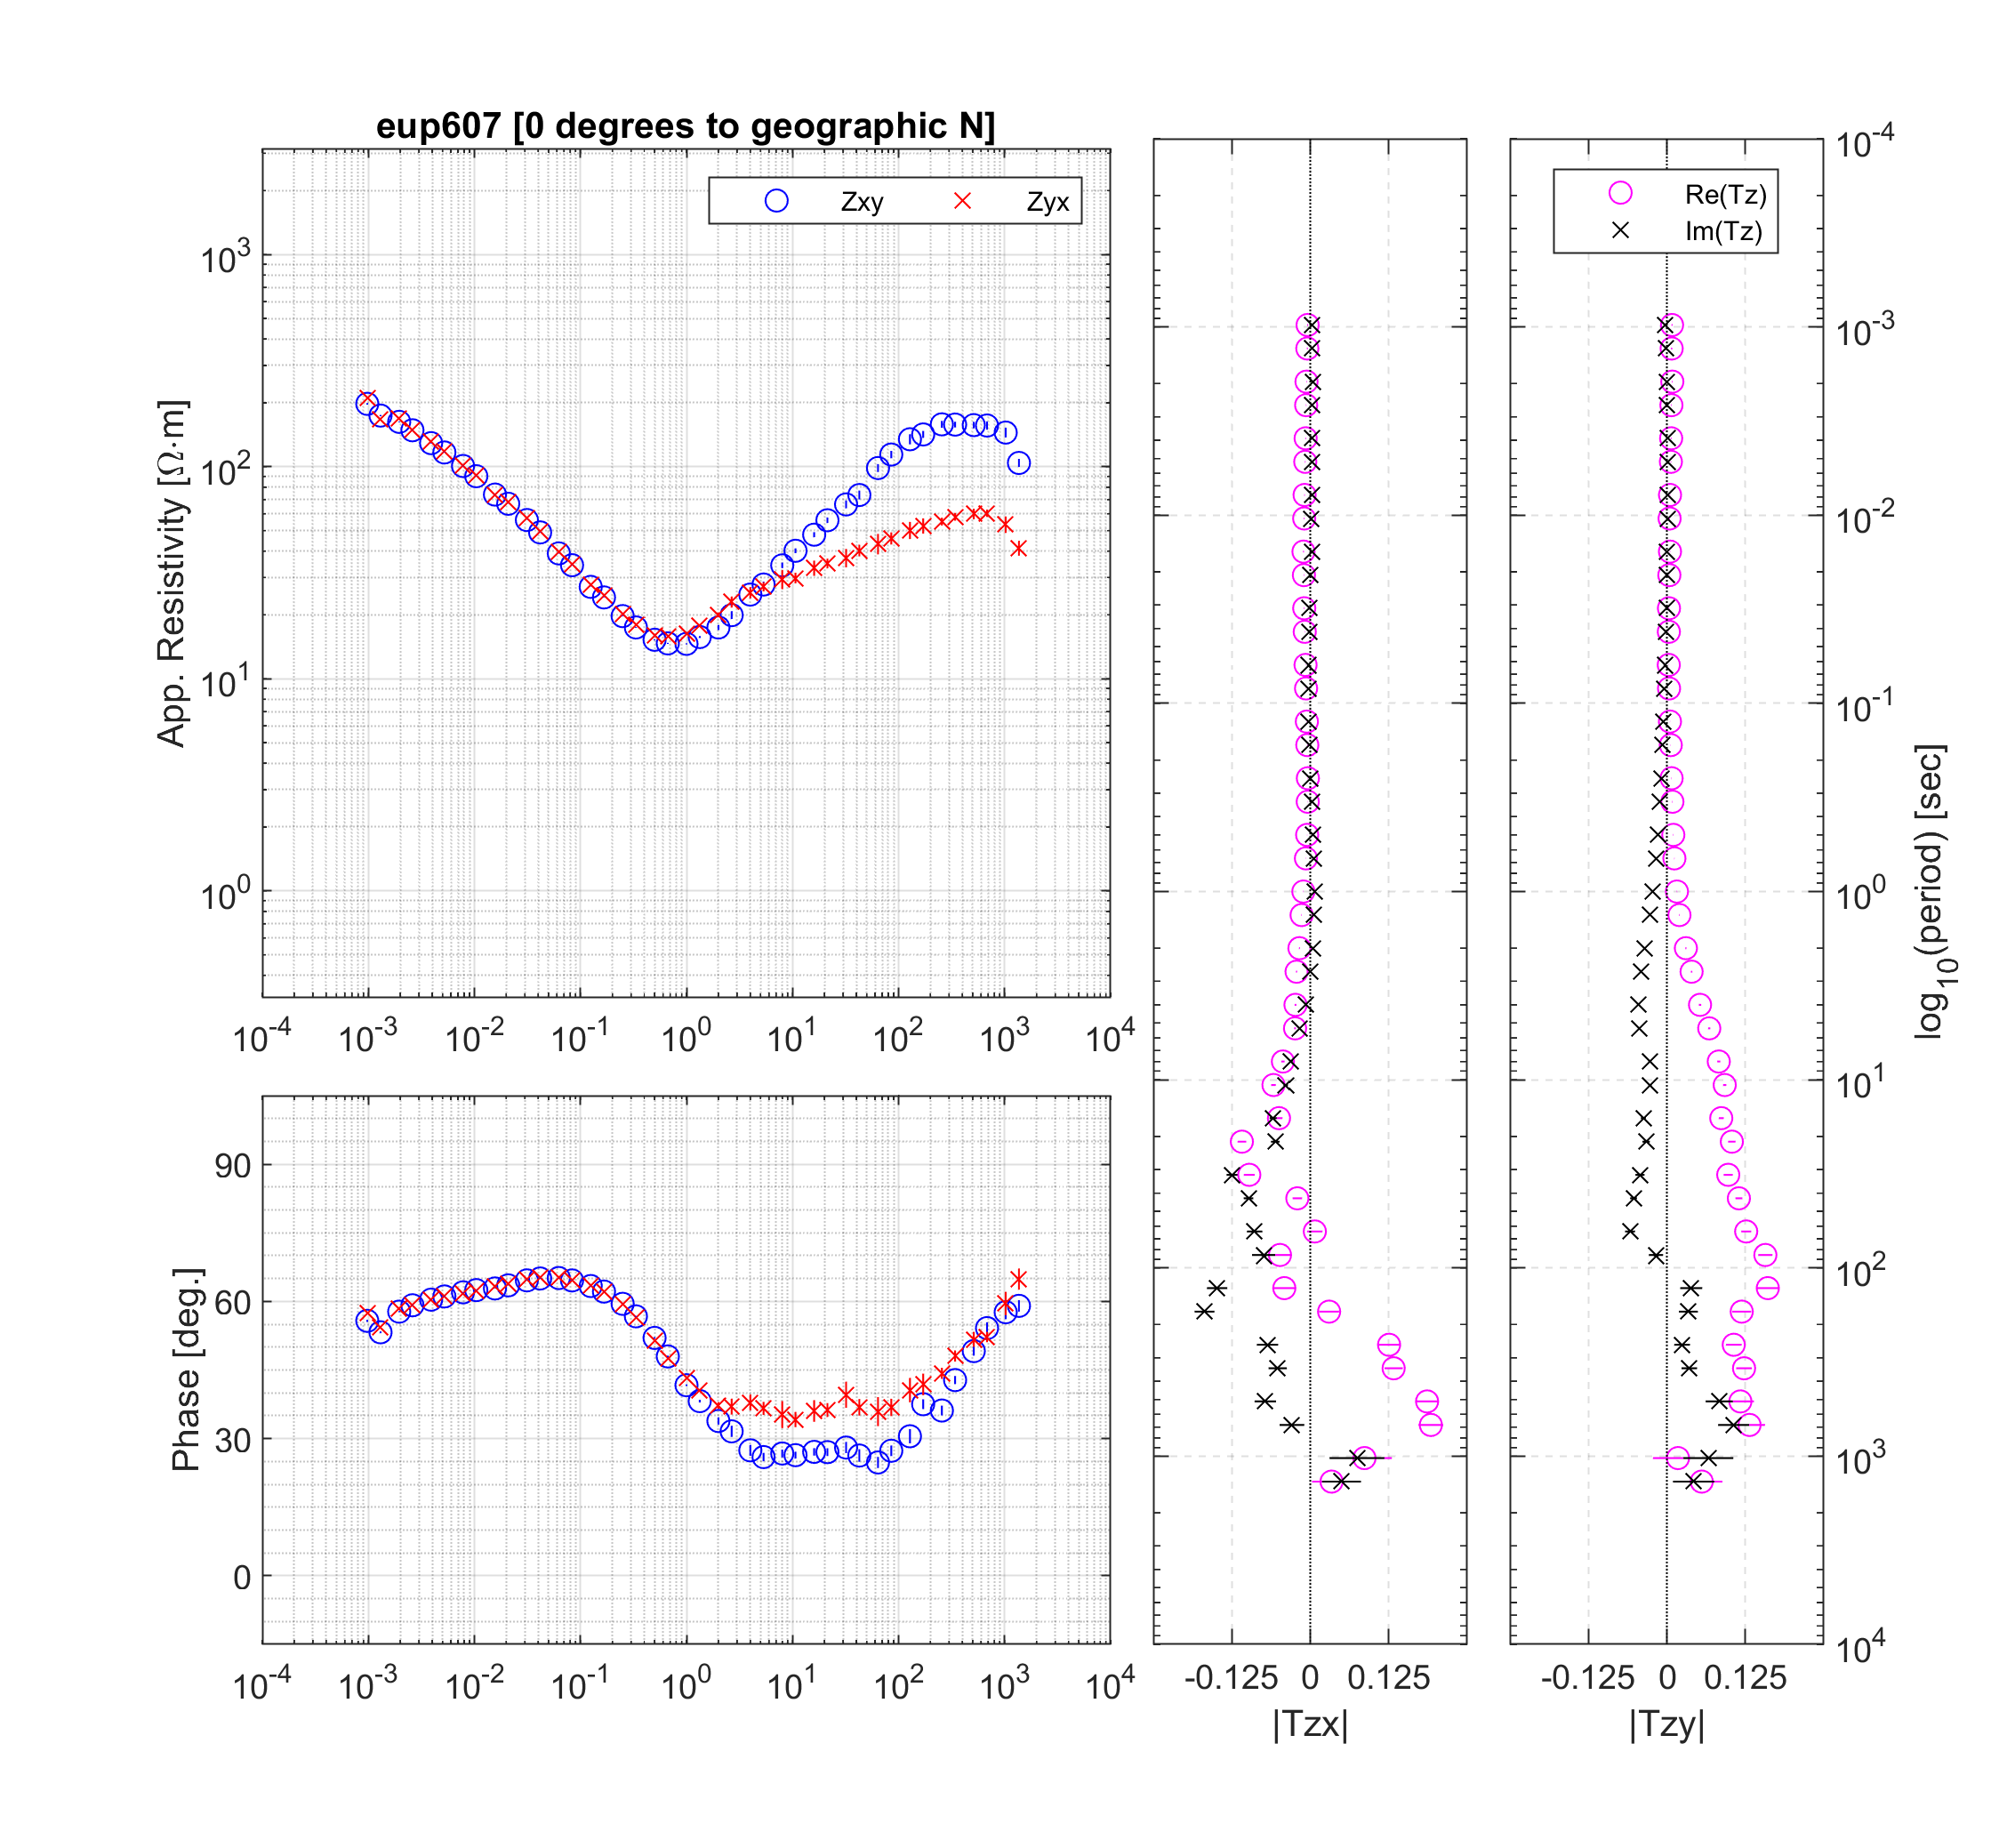 eup607 [0 degrees to geographic N]
Zxy Zyx
App. Resistivity [Ω·m]
10^3
10^2
10^1
10^0
10^-4 10^-3 10^-2 10^-1 10^0 10^1 10^2 10^3 10^4
Phase [deg.]
90
60
30
0
10^-4 10^-3 10^-2 10^-1 10^0 10^1 10^2 10^3 10^4
-0.125 0 0.125
|Tzx|
Re(Tz)
Im(Tz)
-0.125 0 0.125
|Tzy|
10^-4
10^-3
10^-2
10^-1
10^0
10^1
10^2
10^3
10^4
log_10(period) [sec]